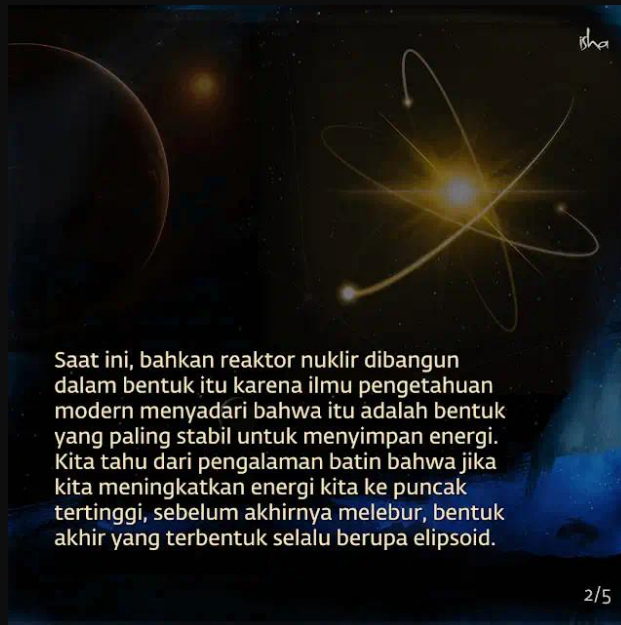 isha
Saat ini, bahkan reaktor nuklir dibangun
dalam bentuk itu karena ilmu pengetahuan
modern menyadari bahwa itu adalah bentuk
yang paling stabil untuk menyimpan energi.
Kita tahu dari pengalaman batin bahwa jika
kita meningkatkan energi kita ke puncak
tertinggi, sebelum akhirnya melebur, bentuk
akhir yang terbentuk selalu berupa elipsoid.
2/5